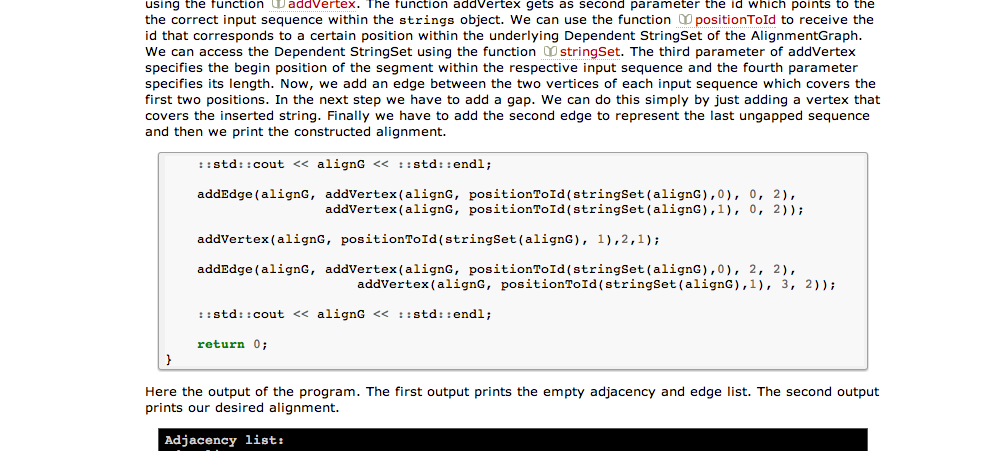 using the function addVertex. The function addVertex gets as second parameter the id which points to the
the correct input sequence within the strings object. We can use the function positionToId to receive the
id that corresponds to a certain position within the underlying Dependent StringSet of the AlignmentGraph.
We can access the Dependent StringSet using the function stringSet. The third parameter of addVertex
specifies the begin position of the segment within the respective input sequence and the fourth parameter
specifies its length. Now, we add an edge between the two vertices of each input sequence which covers the
first two positions. In the next step we have to add a gap. We can do this simply by just adding a vertex that
covers the inserted string. Finally we have to add the second edge to represent the last ungapped sequence
and then we print the constructed alignment.
::std::cout << alignG << ::std::endl;
addEdge(alignG, addVertex(alignG, positionToId(stringSet(alignG),0), 0, 2),
addVertex(alignG, positionToId(stringSet(alignG),1), 0, 2));
addVertex(alignG, positionToId(stringSet(alignG), 1),2,1);
addEdge(alignG, addVertex(alignG, positionToId(stringSet(alignG),0), 2, 2),
addVertex(alignG, positionToId(stringSet(alignG),1), 3, 2));
::std::cout << alignG << ::std::endl;
return 0;
}
Here the output of the program. The first output prints the empty adjacency and edge list. The second output
prints our desired alignment.
Adjacency list: